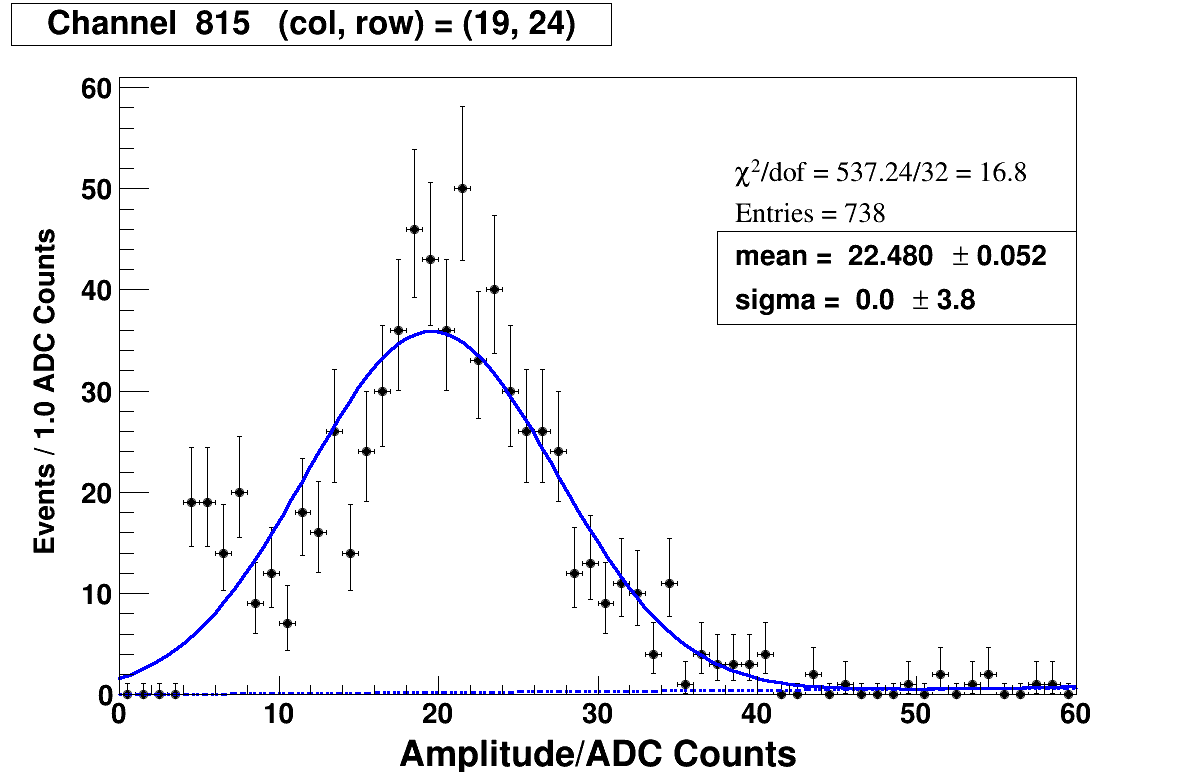 Channel 815 (col, row) = (19, 24)
60
50
40
30
20
10
0
Events / 1.0 ADC Counts
χ²/dof = 537.24/32 = 16.8
Entries = 738
mean = 22.480 ± 0.052
sigma = 0.0 ± 3.8
0 10 20 30 40 50 60
Amplitude/ADC Counts